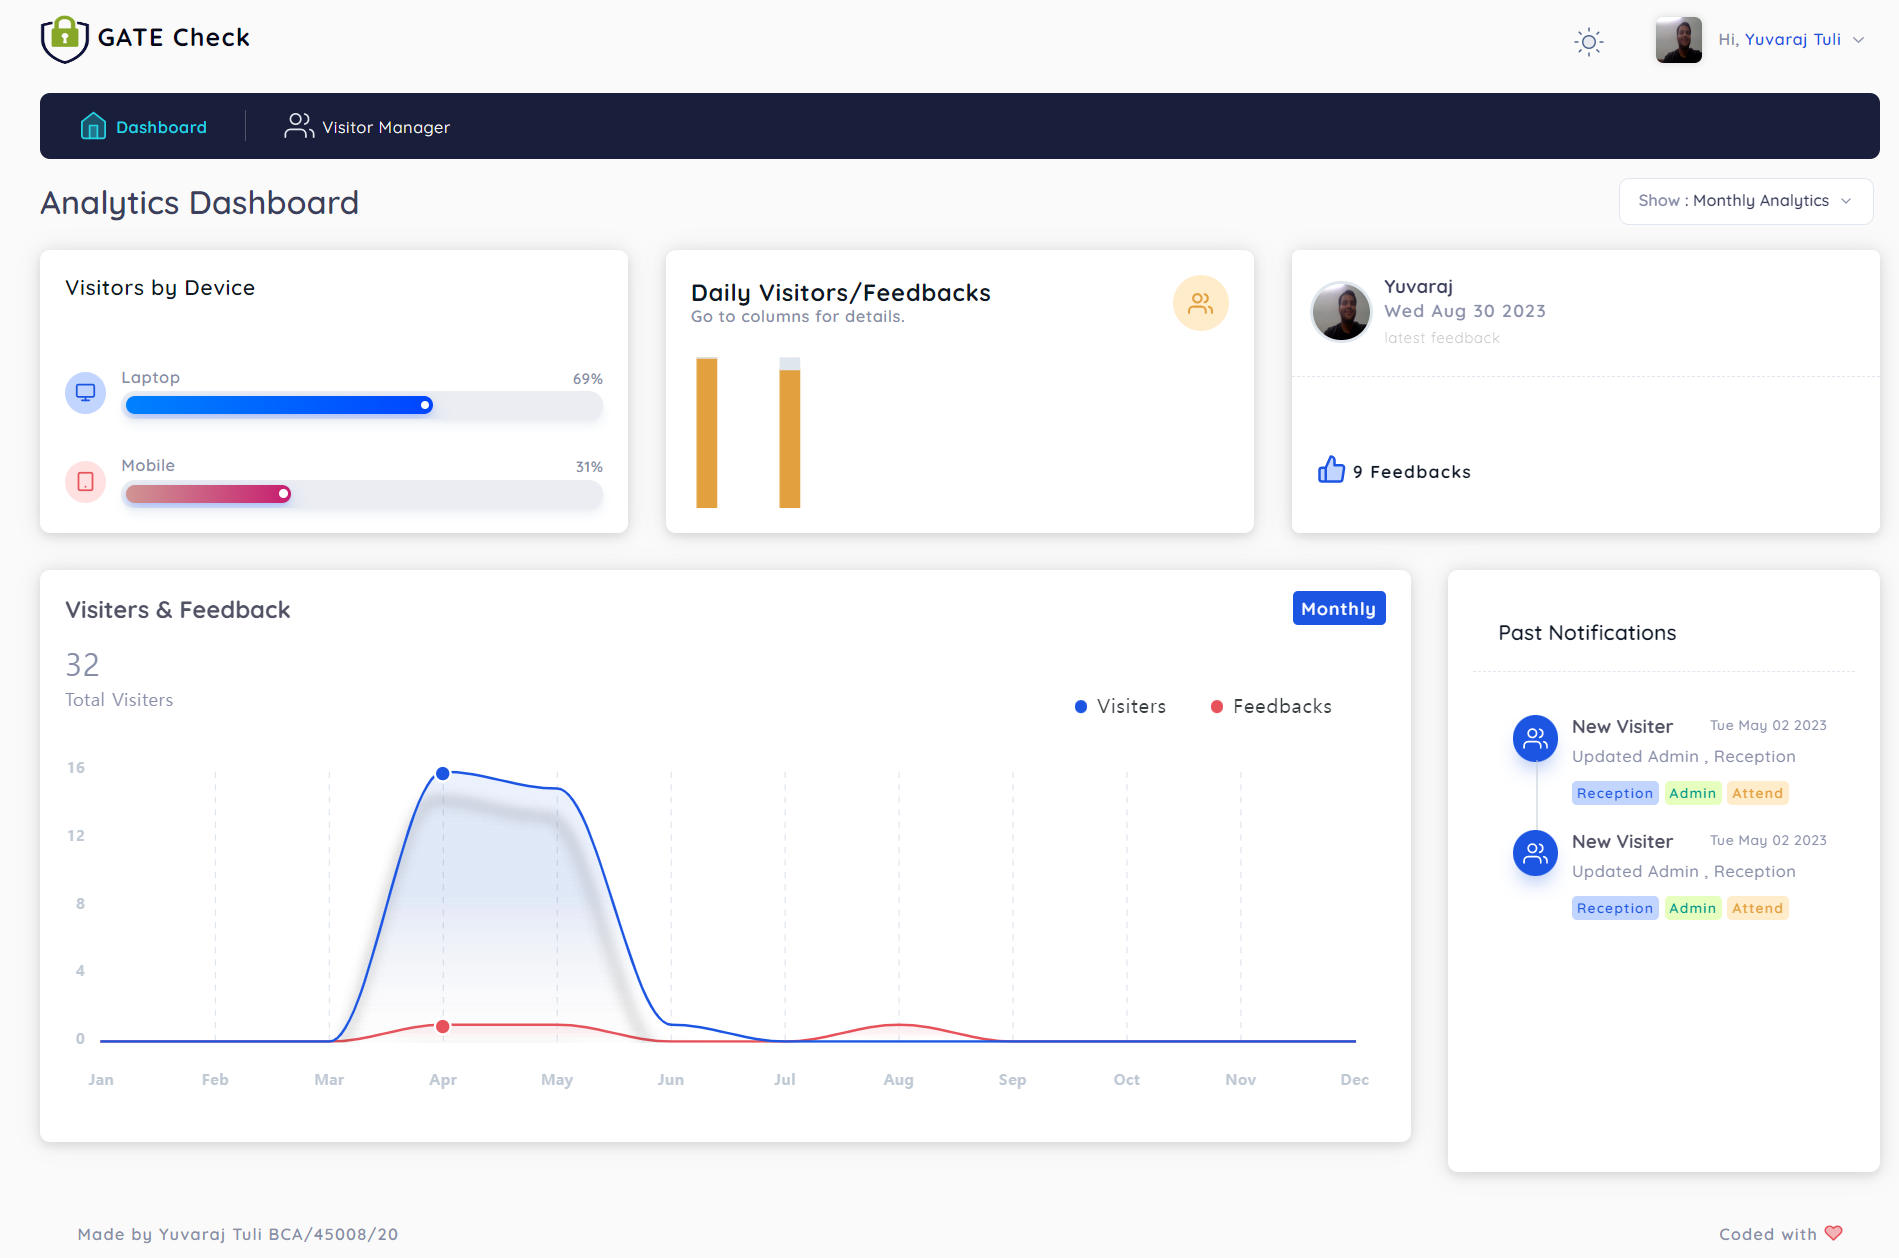 GATE Check
Hi, Yuvaraj Tuli
Dashboard
Visitor Manager
Analytics Dashboard
Show : Monthly Analytics
Visitors by Device
Laptop
69%
Mobile
31%
Daily Visitors/Feedbacks
Go to columns for details.
Yuvaraj
Wed Aug 30 2023
latest feedback
9 Feedbacks
Visiters & Feedback
Monthly
32
Total Visiters
Visiters
Feedbacks
16
12
8
4
0
Jan Feb Mar Apr May Jun Jul Aug Sep Oct Nov Dec
Past Notifications
New Visiter Tue May 02 2023
Updated Admin , Reception
Reception Admin Attend
New Visiter Tue May 02 2023
Updated Admin , Reception
Reception Admin Attend
Made by Yuvaraj Tuli BCA/45008/20
Coded with